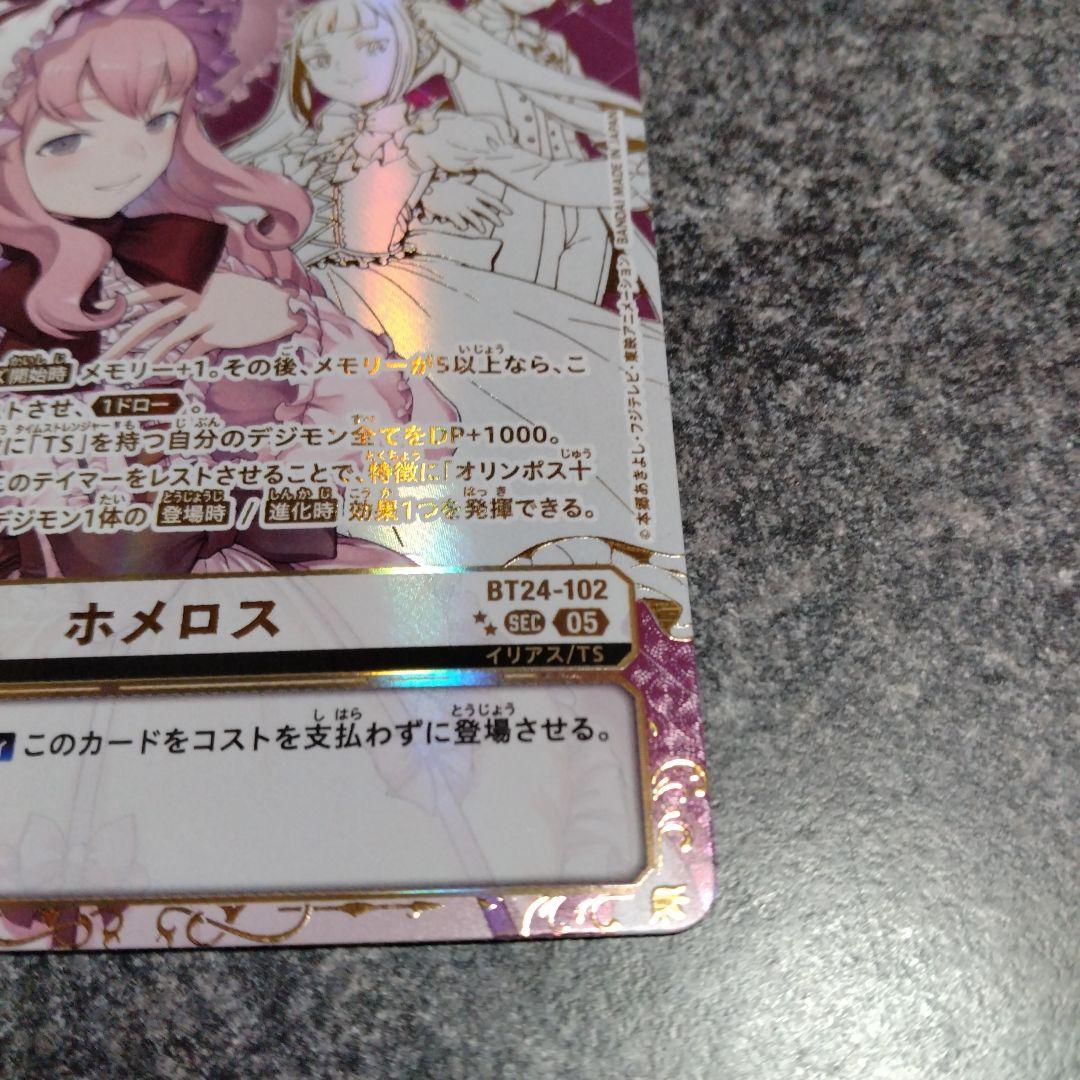 開始時 メモリー+1。その後、メモリーが5以上なら、こ
トさせ、1ドロー。
に「TS」を持つ自分のデジモン全てをDP+1000。
このテイマーをレストさせることで、特徴に「オリンポス十
デジモン1体の 登場時 / 進化時 効果1つを発揮できる。
©本郷あきよし・フジテレビ・東映アニメーション BANDAI MADE IN JAPAN
BT24-102
ホメロス
SEC 05
イリアス/TS
このカードをコストを支払わずに登場させる。